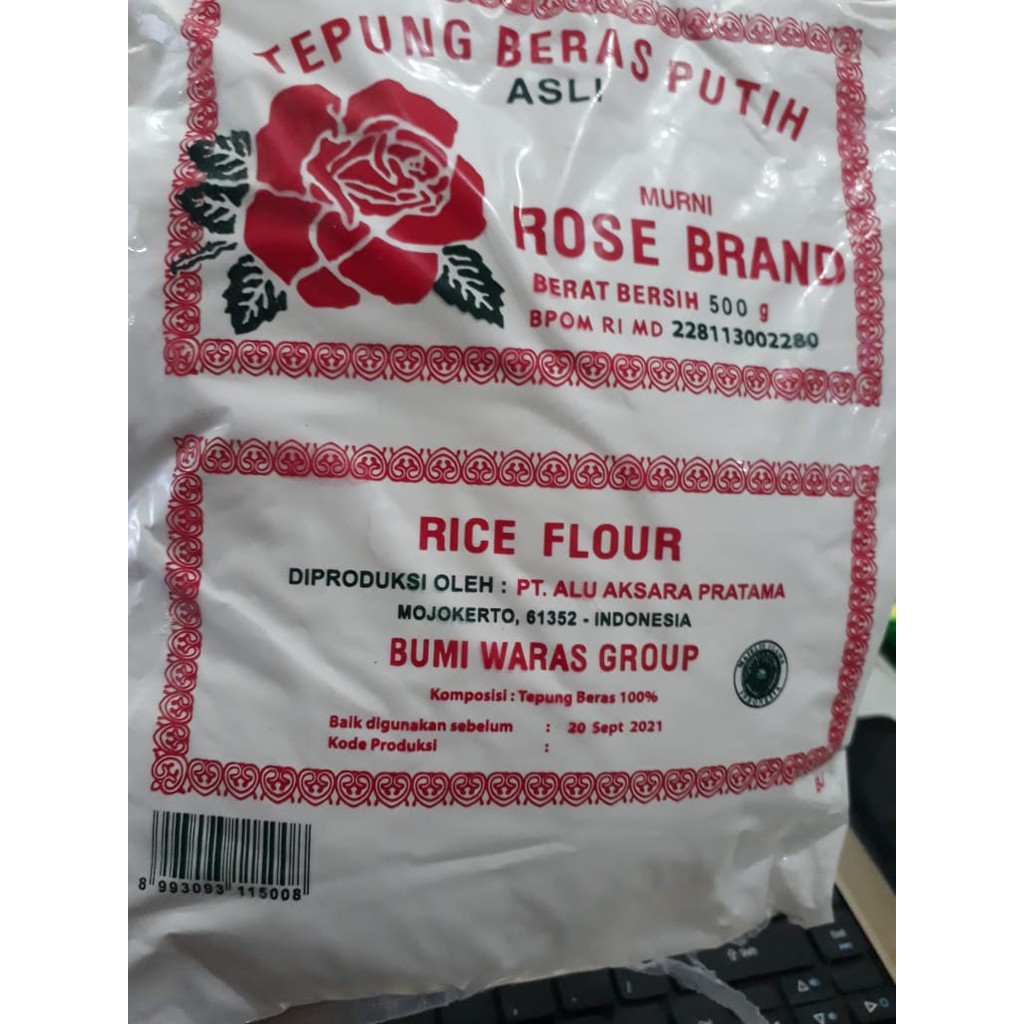 TEPUNG BERAS PUTIH
ASLI
MURNI
ROSE BRAND
BERAT BERSIH 500 g
BPOM RI MD 228113002280
RICE FLOUR
DIPRODUKSI OLEH : PT. ALU AKSARA PRATAMA
MOJOKERTO, 61352 - INDONESIA
BUMI WARAS GROUP
Komposisi : Tepung Beras 100%
Baik digunakan sebelum : 20 Sept 2021
Kode Produksi :
8 993093 115008